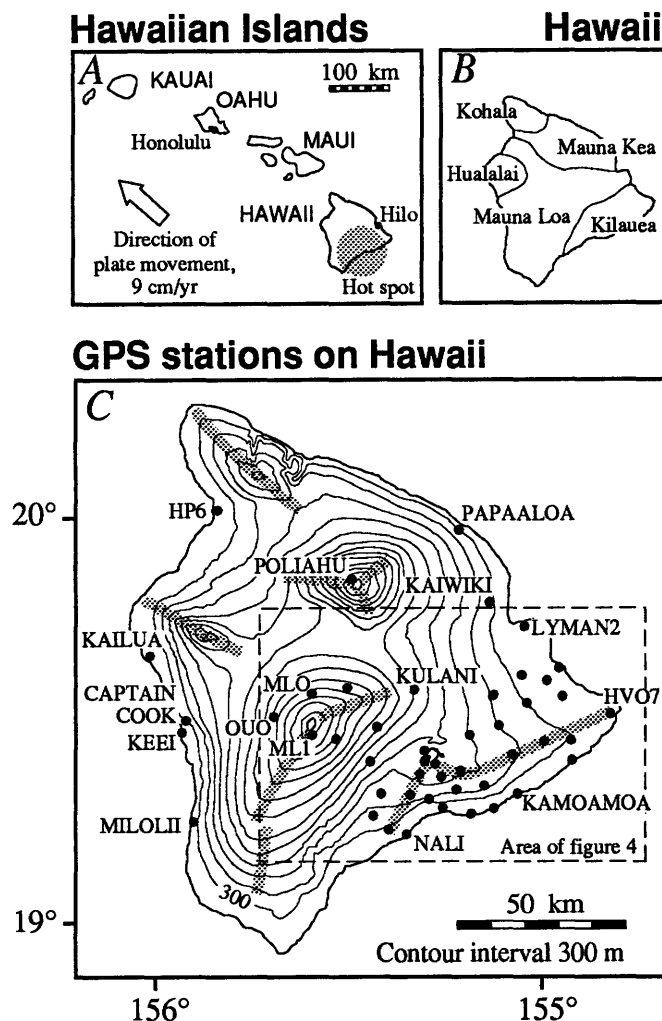 Hawaiian Islands
Hawaii
A
KAUAI
100 km
OAHU
Honolulu
MAUI
HAWAII
Hilo
Direction of
plate movement,
9 cm/yr
Hot spot
B
Kohala
Mauna Kea
Hualalai
Mauna Loa
Kilauea
GPS stations on Hawaii
C
20°
HP6
PAPAALOA
POLIAHU
KAIWIKI
LYMAN2
KAILUA
MLO
KULANI
HVO7
CAPTAIN
COOK
OUO
KEEI
ML1
MILOLII
KAMOAMOA
NALI
Area of figure 4
300
19°
50 km
Contour interval 300 m
156°
155°